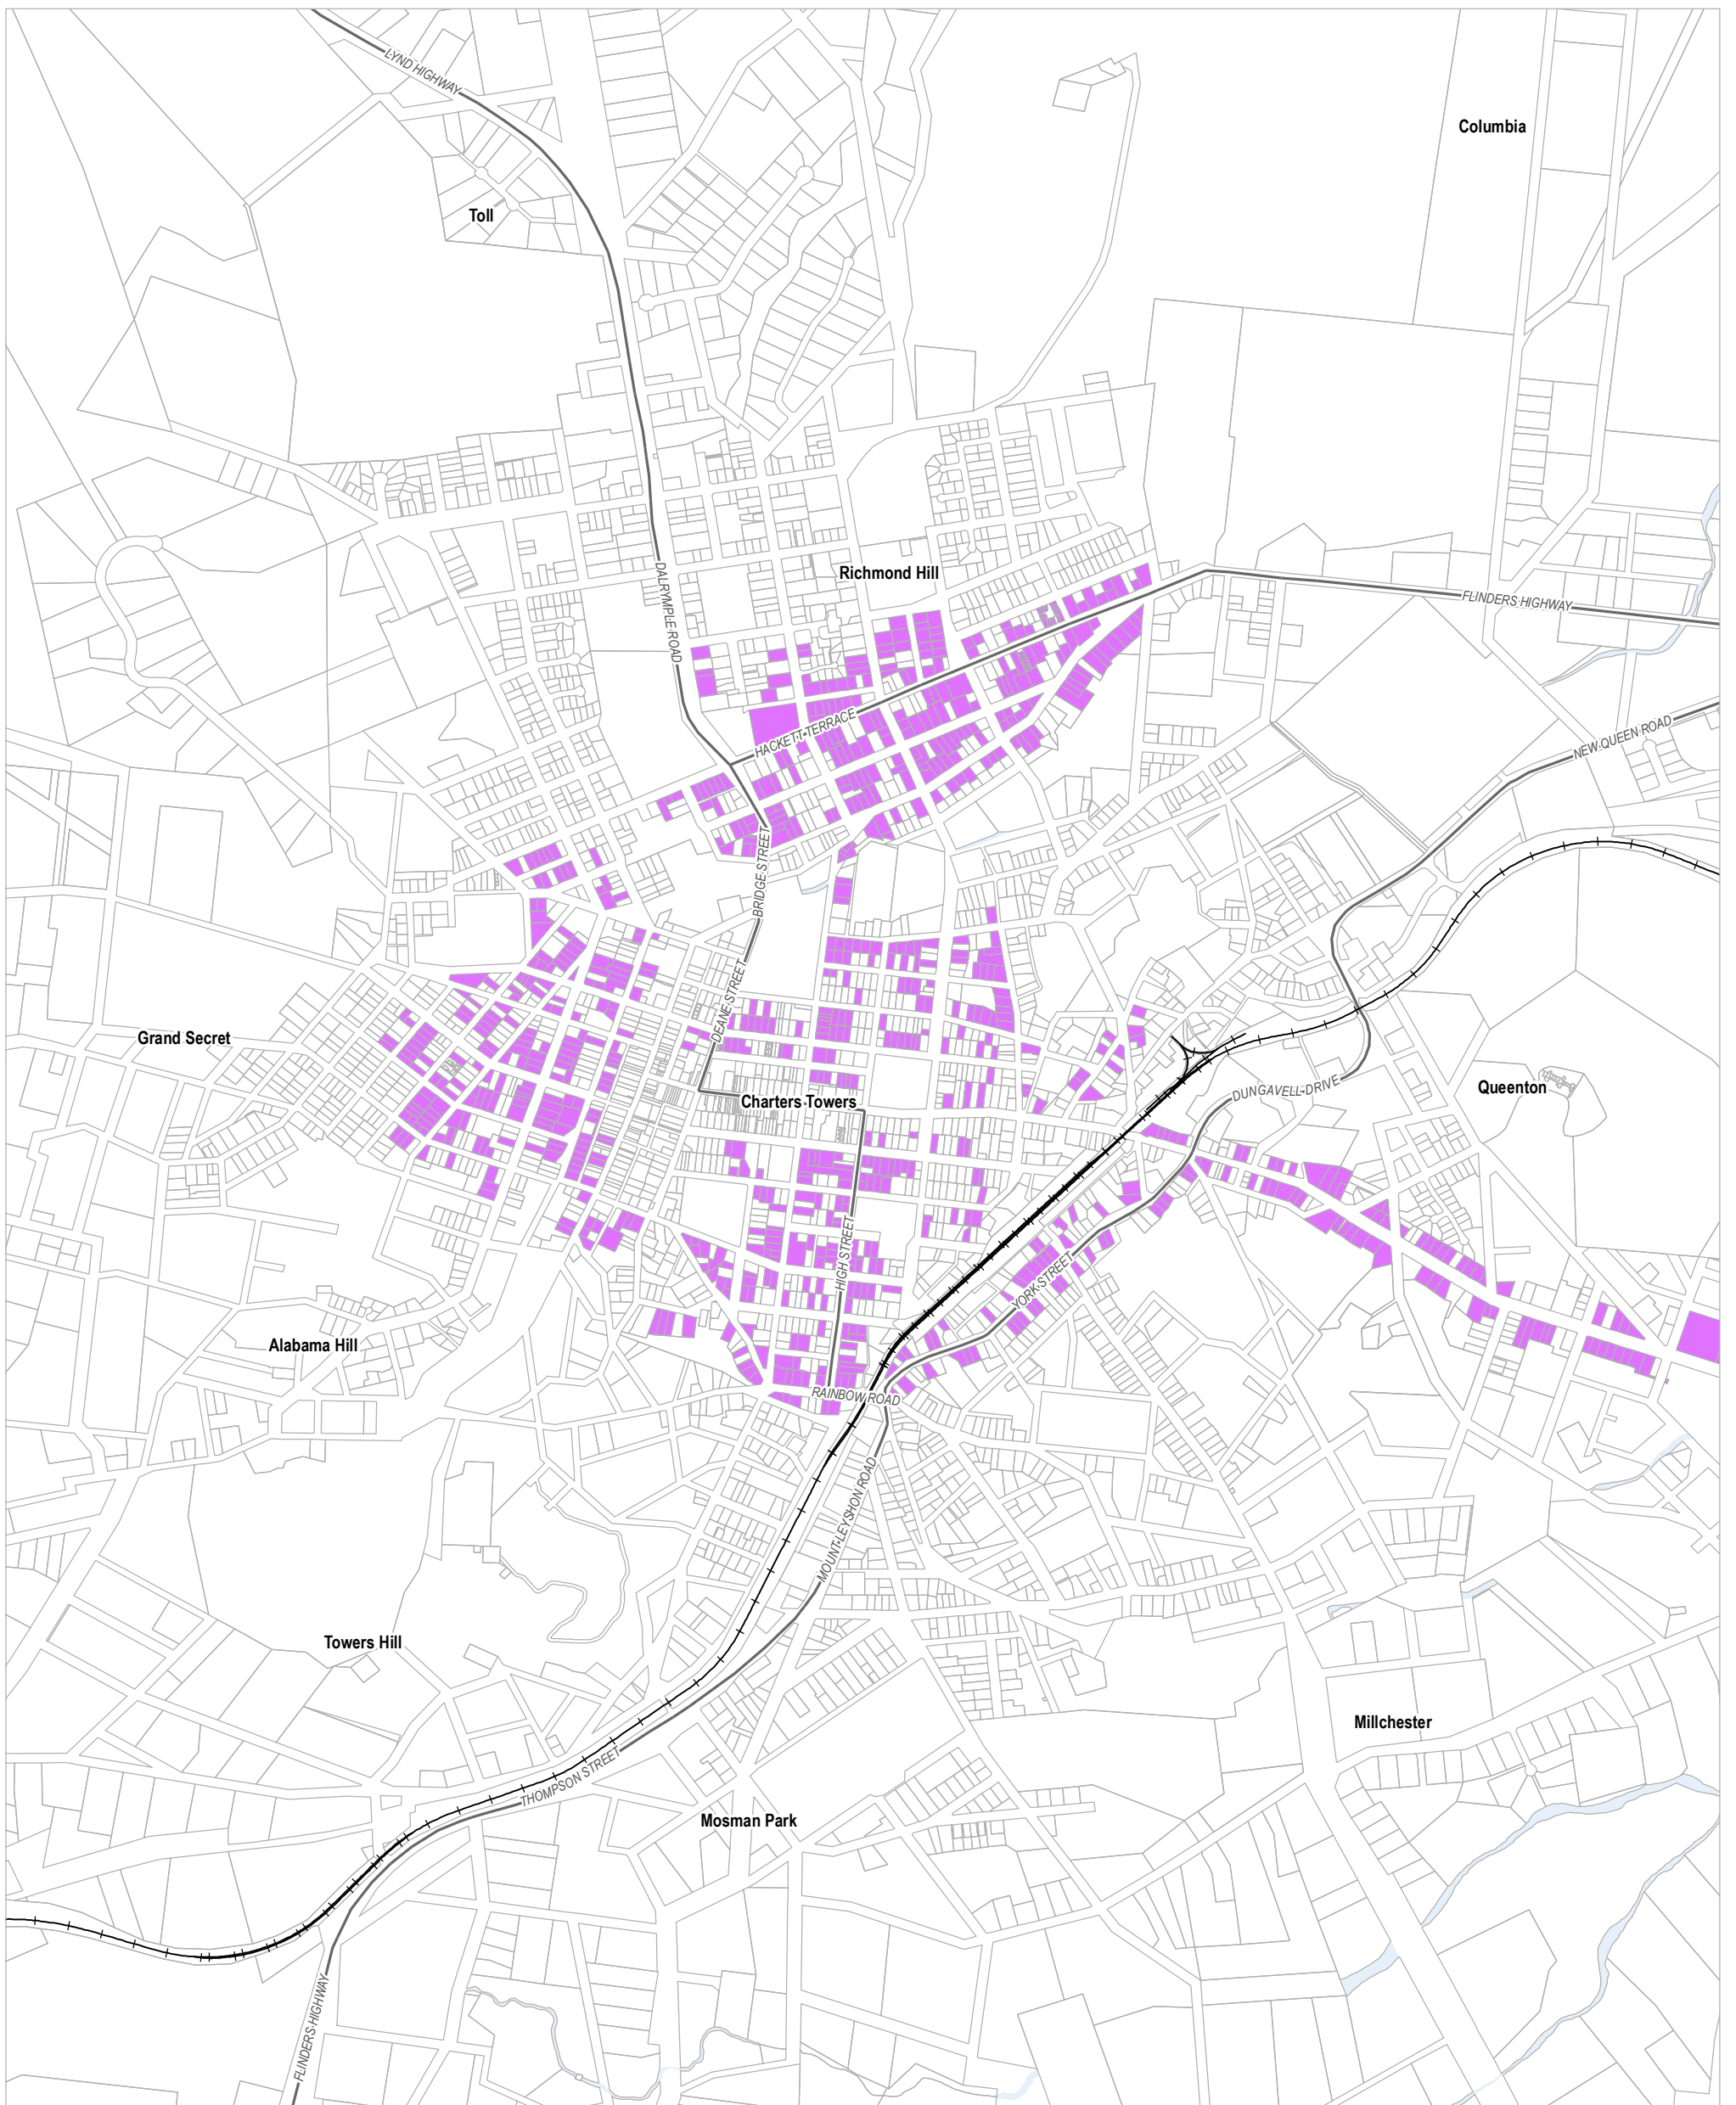 LYND HIGHWAY
Columbia
Toll
Richmond Hill
DALRYMPLE ROAD
FLINDERS HIGHWAY
HACKETT TERRACE
NEW QUEEN ROAD
BRIDGE STREET
DEANE STREET
Grand Secret
Charters Towers
DUNGAVELL DRIVE
Queenton
HIGH STREET
YORK STREET
Alabama Hill
RAINBOW ROAD
MOUNT LEYSHON ROAD
Towers Hill
Millchester
THOMPSON STREET
Mosman Park
FLINDERS HIGHWAY